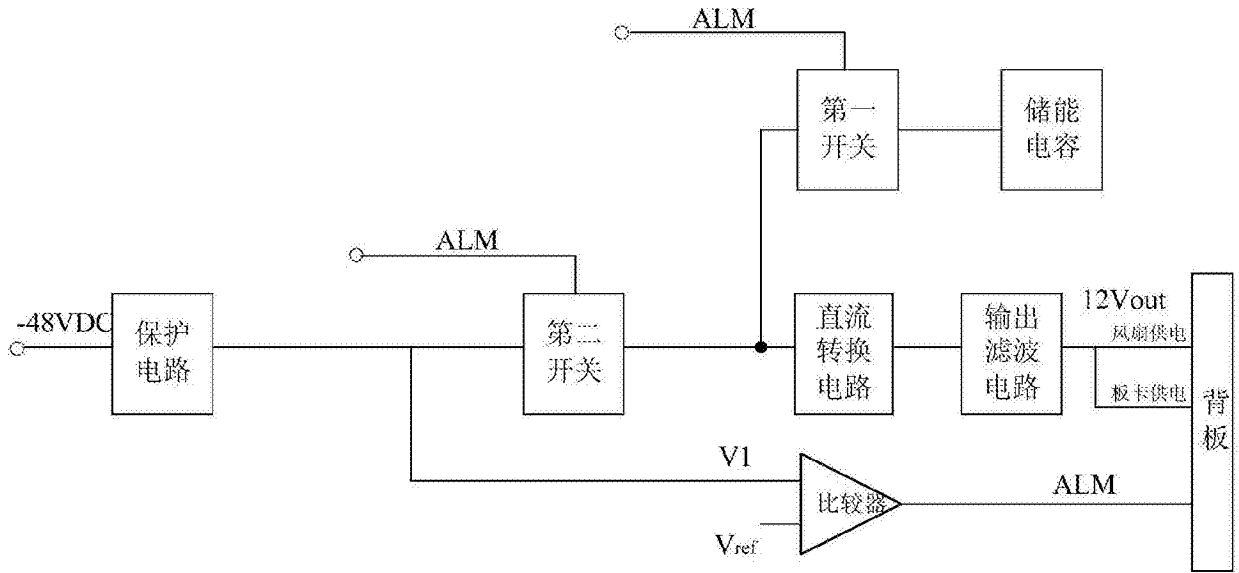 ALM
第一
开关
储能
电容
ALM
-48VDC
保护
电路
第二
开关
直流
转换
电路
输出
滤波
电路
12Vout
风扇供电
板卡供电
背
板
V1
比较器
ALM
Vref